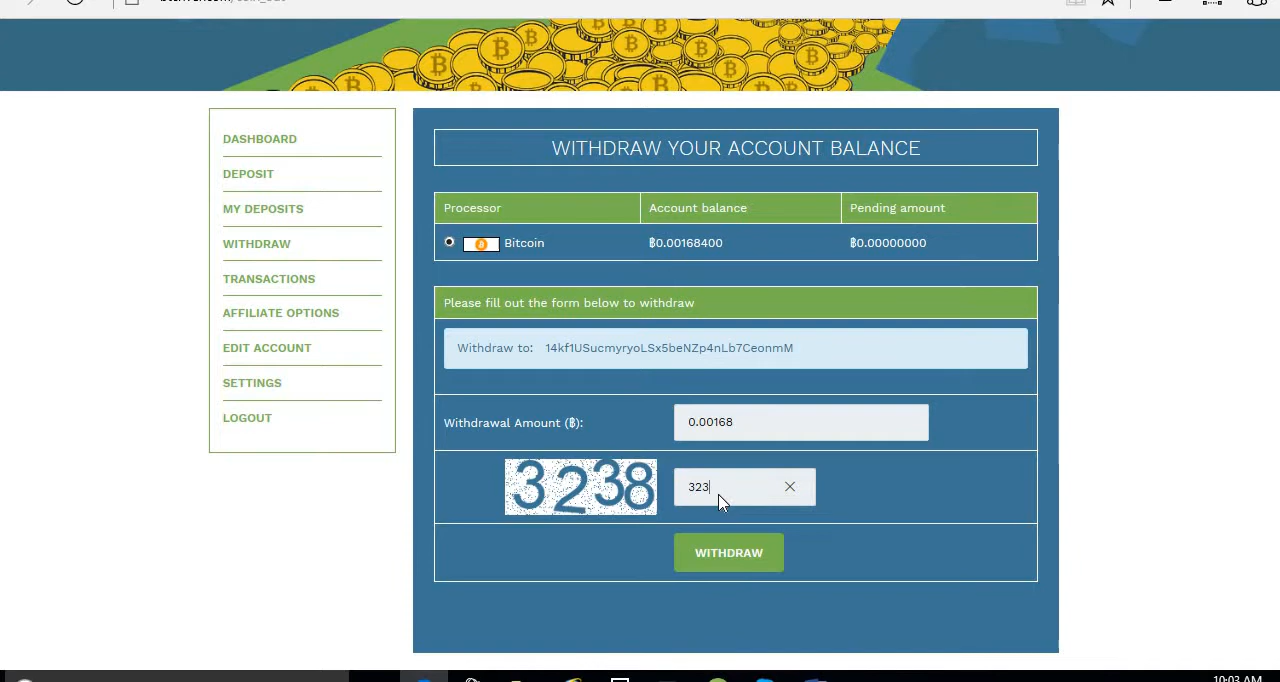 WITHDRAW YOUR ACCOUNT BALANCE
DASHBOARD
DEPOSIT
MY DEPOSITS
WITHDRAW
TRANSACTIONS
AFFILIATE OPTIONS
EDIT ACCOUNT
SETTINGS
LOGOUT
Processor Account balance Pending amount
Bitcoin ฿0.00168400 ฿0.00000000
Please fill out the form below to withdraw
Withdraw to: 14kf1USucmyryoLSx5beNZp4nLb7CeonmM
Withdrawal Amount (฿): 0.00168
3238 323
WITHDRAW
10:03 AM